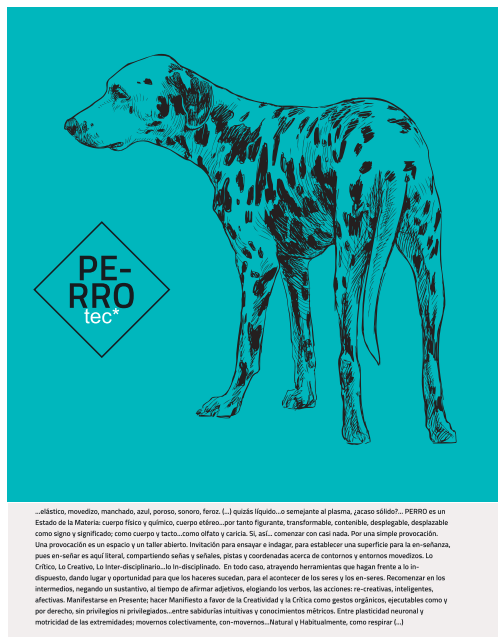 PE-
RRO
tec*
...elástico, movedizo, manchado, azul, poroso, sonoro, feroz. (...) quizás líquido...o semejante al plasma, ¿acaso sólido?... PERRO es un
Estado de la Materia: cuerpo físico y químico, cuerpo etéreo...por tanto figurante, transformable, contenible, desplegable, desplazable
como signo y significado; como cuerpo y tacto...como olfato y caricia. Si, así... comenzar con casi nada. Por una simple provocación.
Una provocación es un espacio y un taller abierto. Invitación para ensayar e indagar, para establecer una superficie para la en-señanza,
pues en-señar es aquí literal, compartiendo señas y señales, pistas y coordenadas acerca de contornos y entornos movedizos. Lo
Crítico, Lo Creativo, Lo Inter-disciplinario...lo In-disciplinado.  En todo caso, atrayendo herramientas que hagan frente a lo in-
dispuesto, dando lugar y oportunidad para que los haceres sucedan, para el acontecer de los seres y los en-seres. Recomenzar en los
intermedios, negando un sustantivo, al tiempo de afirmar adjetivos, elogiando los verbos, las acciones: re-creativas, inteligentes,
afectivas. Manifestarse en Presente; hacer Manifiesto a favor de la Creatividad y la Crítica como gestos orgánicos, ejecutables como y
por derecho, sin privilegios ni privilegiados...entre sabidurías intuitivas y conocimientos métricos. Entre plasticidad neuronal y
motricidad de las extremidades; movernos colectivamente, con-movernos...Natural y Habitualmente, como respirar (...)